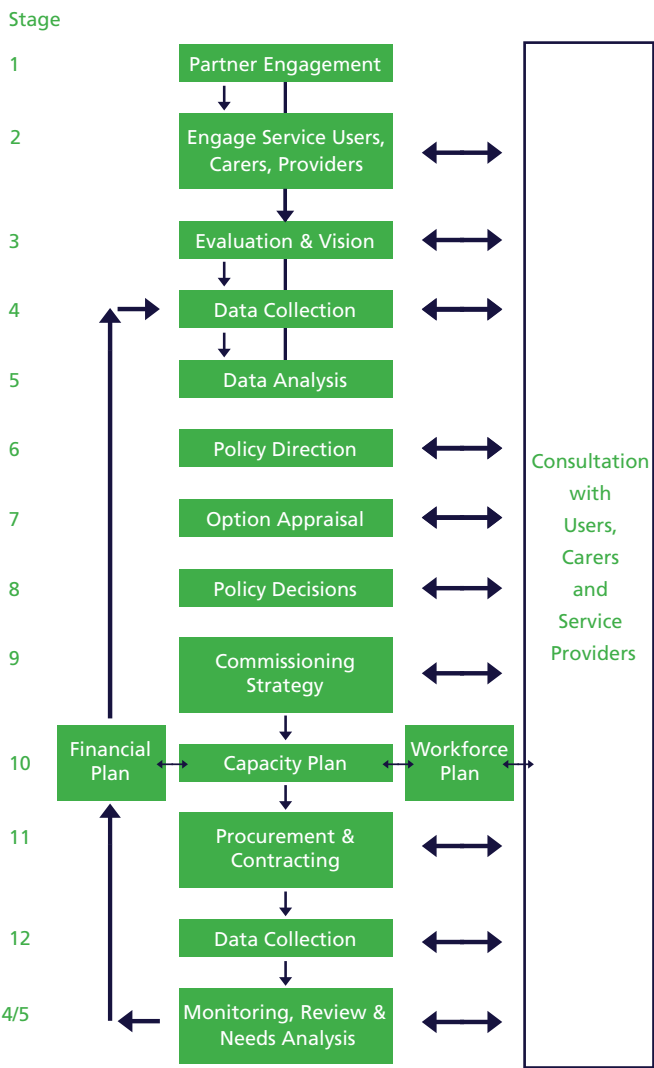 Stage
1
Partner Engagement
2
Engage Service Users,
Carers, Providers
3
Evaluation & Vision
4
Data Collection
5
Data Analysis
6
Policy Direction
7
Option Appraisal
8
Policy Decisions
9
Commissioning
Strategy
10
Financial
Plan
Capacity Plan
Workforce
Plan
11
Procurement &
Contracting
12
Data Collection
4/5
Monitoring, Review &
Needs Analysis
Consultation
with
Users,
Carers
and
Service
Providers